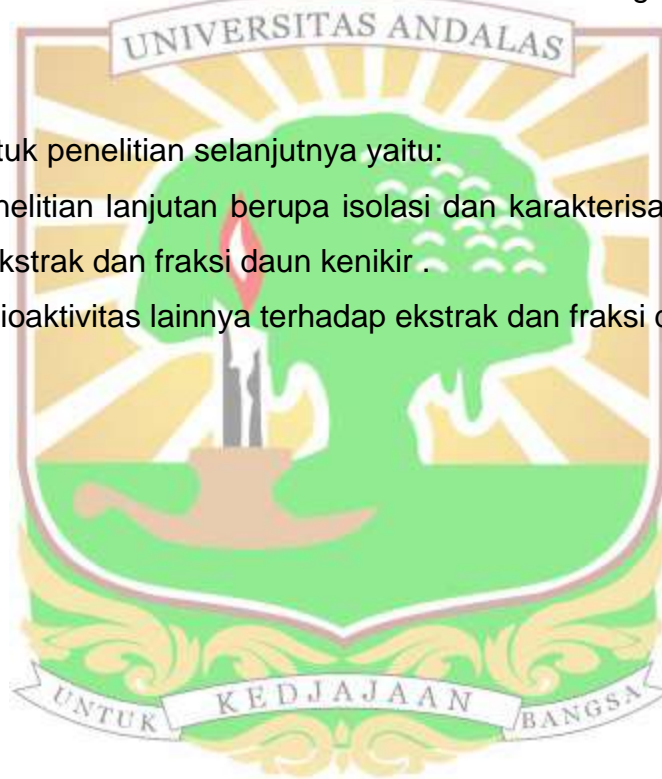 UNIVERSITAS ANDALAS
tuk penelitian selanjutnya yaitu:
nelitian lanjutan berupa isolasi dan karakterisa
kstrak dan fraksi daun kenikir .
ioaktivitas lainnya terhadap ekstrak dan fraksi
UNTUK KEDJAJAAN BANGSA